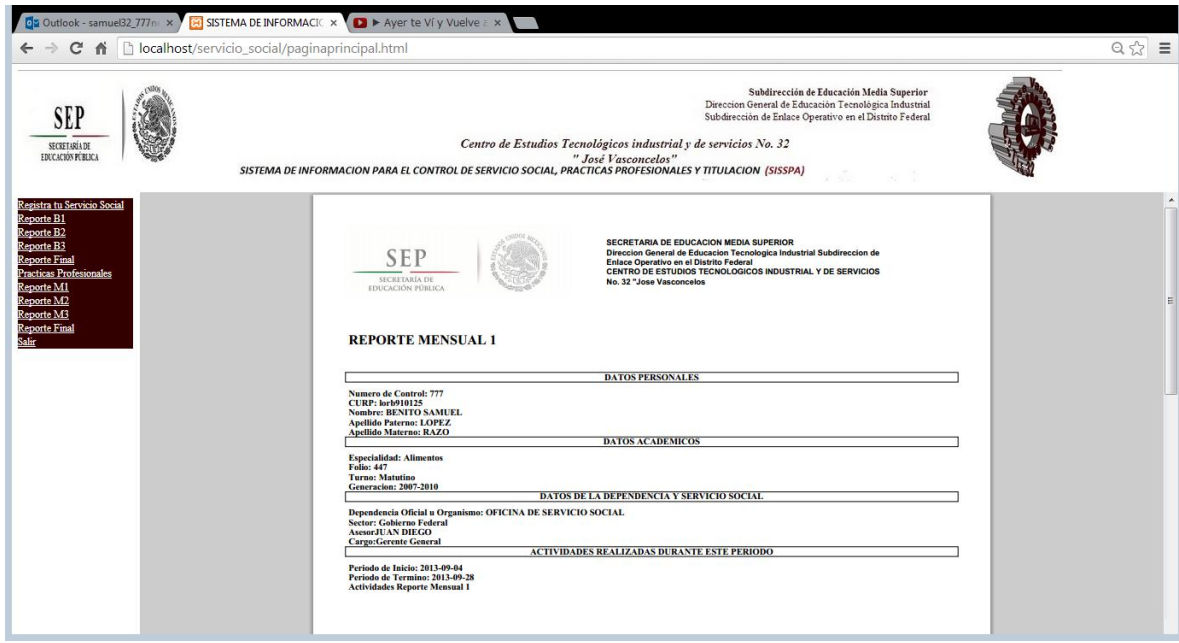 Outlook - samuel32_777
SISTEMA DE INFORMACIC
Ayer te Ví y Vuelve a
localhost/servicio_social/paginaprincipal.html
SEP
SECRETARÍA DE
EDUCACIÓN PÚBLICA
Subdirección de Educación Media Superior
Direccion General de Educación Tecnológica Industrial
Subdirección de Enlace Operativo en el Distrito Federal
Centro de Estudios Tecnológicos industrial y de servicios No. 32
" José Vasconcelos"
SISTEMA DE INFORMACION PARA EL CONTROL DE SERVICIO SOCIAL, PRACTICAS PROFESIONALES Y TITULACION (SISSPA)
Registra tu Servicio Social
Reporte B1
Reporte B2
Reporte B3
Reporte Final
Practicas Profesionales
Reporte M1
Reporte M2
Reporte M3
Reporte Final
Salir
SEP
SECRETARÍA DE
EDUCACIÓN PÚBLICA
SECRETARIA DE EDUCACION MEDIA SUPERIOR
Direccion General de Educacion Tecnologica Industrial Subdireccion de
Enlace Operativo en el Distrito Federal
CENTRO DE ESTUDIOS TECNOLOGICOS INDUSTRIAL Y DE SERVICIOS
No. 32 "Jose Vasconcelos
REPORTE MENSUAL 1
DATOS PERSONALES
Numero de Control: 777
CURP: lorb910125
Nombre: BENITO SAMUEL
Apellido Paterno: LOPEZ
Apellido Materno: RAZO
DATOS ACADEMICOS
Especialidad: Alimentos
Folio: 447
Turno: Matutino
Generacion: 2007-2010
DATOS DE LA DEPENDENCIA Y SERVICIO SOCIAL
Dependencia Oficial u Organismo: OFICINA DE SERVICIO SOCIAL
Sector: Gobierno Federal
AsesorJUAN DIEGO
Cargo:Gerente General
ACTIVIDADES REALIZADAS DURANTE ESTE PERIODO
Periodo de Inicio: 2013-09-04
Periodo de Termino: 2013-09-28
Actividades Reporte Mensual 1